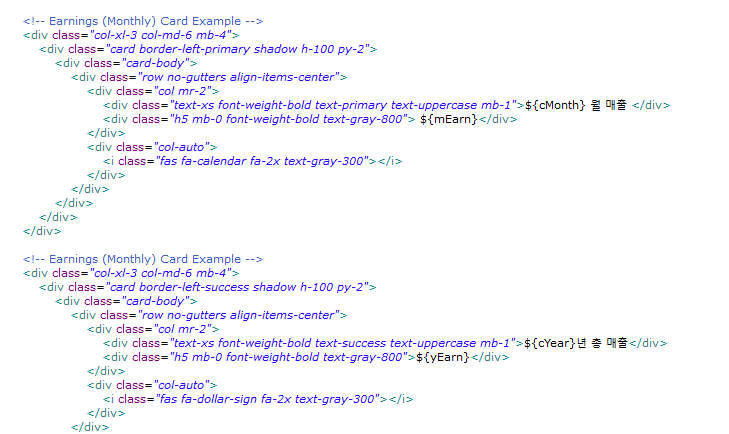 <!-- Earnings (Monthly) Card Example -->
<div class="col-xl-3 col-md-6 mb-4">
<div class="card border-left-primary shadow h-100 py-2">
<div class="card-body">
<div class="row no-gutters align-items-center">
<div class="col mr-2">
<div class="text-xs font-weight-bold text-primary text-uppercase mb-1">${cMonth} 월 매출 </div>
<div class="h5 mb-0 font-weight-bold text-gray-800"> ${mEarn}</div>
</div>
<div class="col-auto">
<i class="fas fa-calendar fa-2x text-gray-300"></i>
</div>
</div>
</div>
</div>
</div>
<!-- Earnings (Monthly) Card Example -->
<div class="col-xl-3 col-md-6 mb-4">
<div class="card border-left-success shadow h-100 py-2">
<div class="card-body">
<div class="row no-gutters align-items-center">
<div class="col mr-2">
<div class="text-xs font-weight-bold text-success text-uppercase mb-1">${cYear}년 총 매출</div>
<div class="h5 mb-0 font-weight-bold text-gray-800">${yEarn}</div>
</div>
<div class="col-auto">
<i class="fas fa-dollar-sign fa-2x text-gray-300"></i>
</div>
</div>